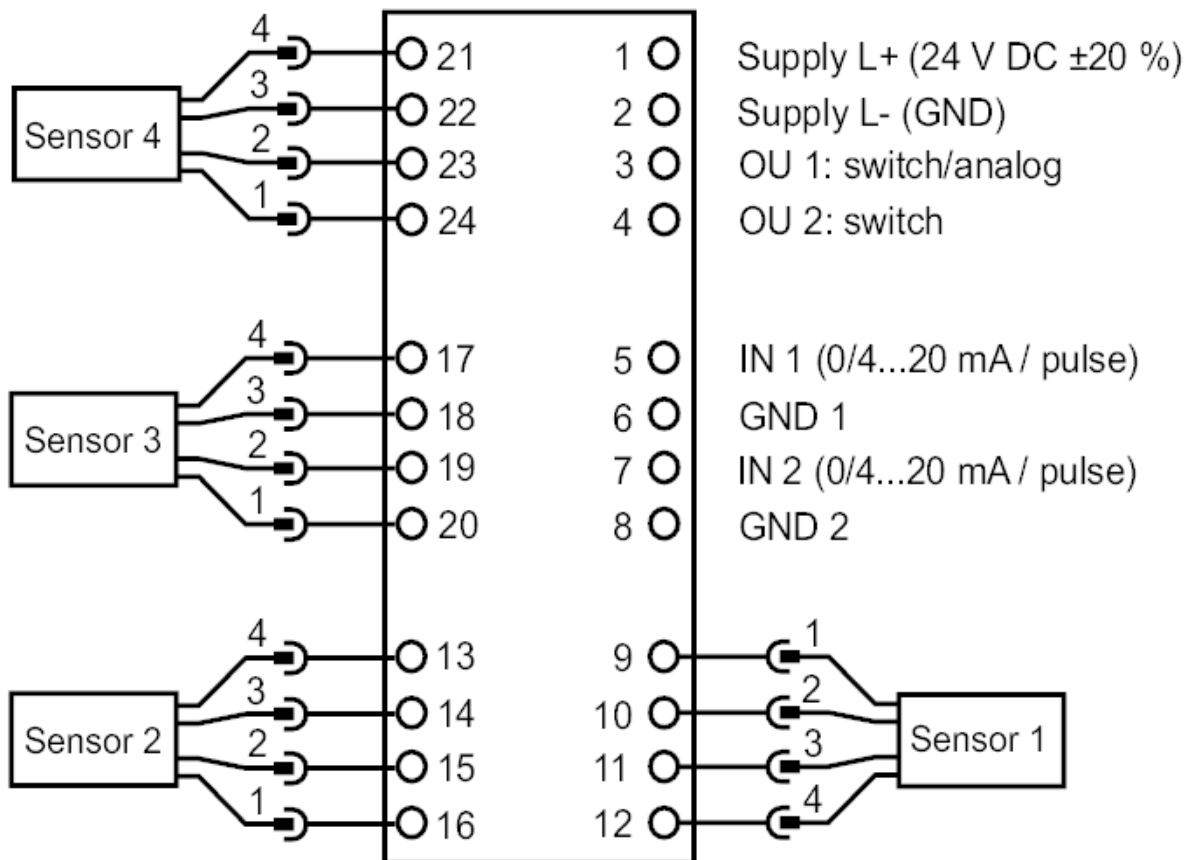 4 21 1 Supply L+ (24 V DC ±20 %)
3 22 2 Supply L- (GND)
Sensor 4
2 23 3 OU 1: switch/analog
1 24 4 OU 2: switch
4 17 5 IN 1 (0/4...20 mA / pulse)
3 18 6 GND 1
Sensor 3
2 19 7 IN 2 (0/4...20 mA / pulse)
1 20 8 GND 2
4 13 9 1
3 14 10 2
Sensor 2 Sensor 1
2 15 11 3
1 16 12 4